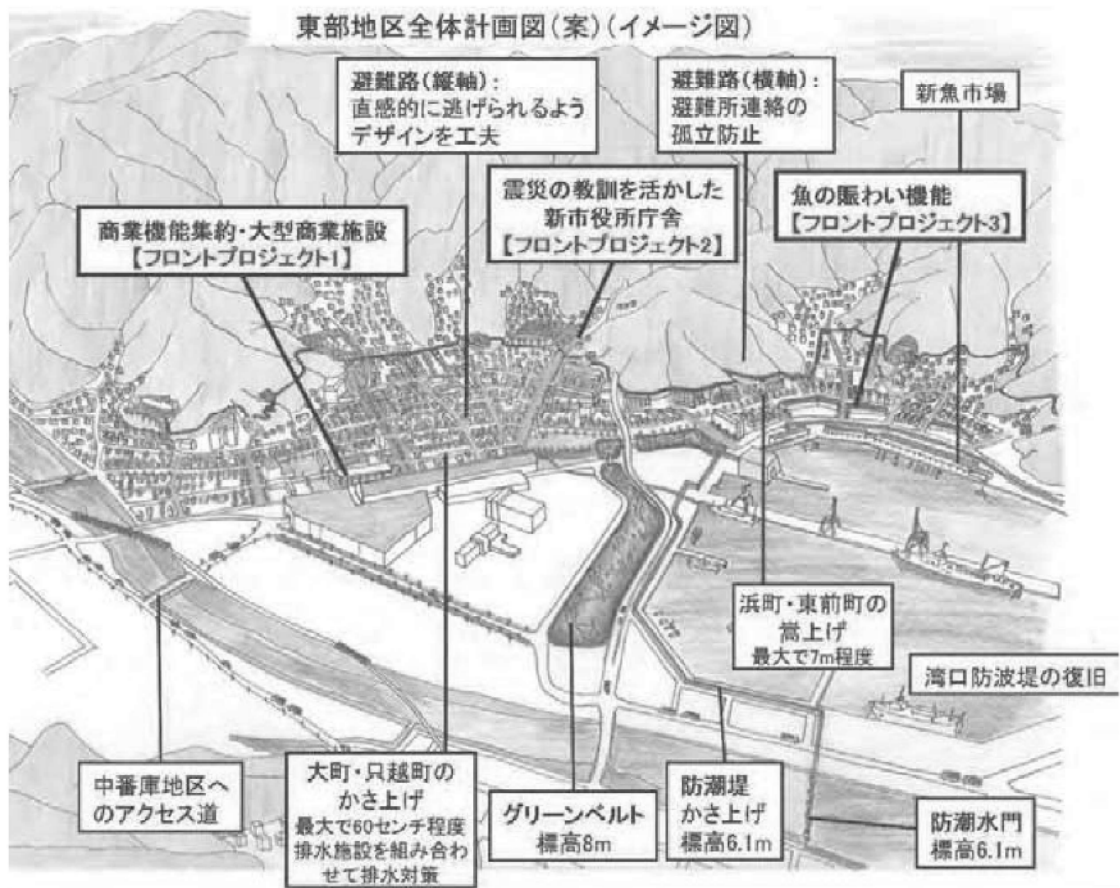 東部地区全体計画図(案)(イメージ図)
避難路(縦軸):
直感的に逃げられるよう
デザインを工夫
避難路(横軸):
避難所連絡の
孤立防止
新魚市場
商業機能集約・大型商業施設
【フロントプロジェクト1】
震災の教訓を活かした
新市役所庁舎
【フロントプロジェクト2】
魚の賑わい機能
【フロントプロジェクト3】
浜町・東前町の
嵩上げ
最大で7m程度
湾口防波堤の復旧
中番庫地区へ
のアクセス道
大町・只越町の
かさ上げ
最大で60センチ程度
排水施設を組み合わ
せて排水対策
グリーンベルト
標高8m
防潮堤
かさ上げ
標高6.1m
防潮水門
標高6.1m